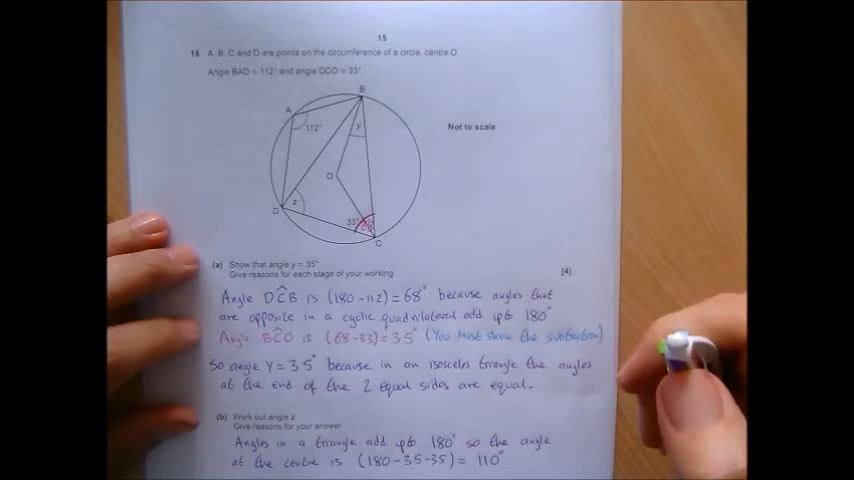 15
16 A, B, C and D are points on the circumference of a circle, centre O.
Angle BAD = 112° and angle DCO = 33°
B
A
112°
y
Not to scale
O
D
z
33°
68
C
(a) Show that angle y = 35°
Give reasons for each stage of your working.
[4]
Angle DĈB is (180-112) = 68° because angles that
are opposite in a cyclic quadrilateral add upto 180°
Angle BĈO is (68-33) = 35° (You Must show the subtraction)
So angle Y = 35° because in an isosceles triangle the angles
at the end of the 2 equal sides are equal.
(b) Work out angle z.
Give reasons for your answer
Angles in a triangle add upto 180° so the angle
at the centre is (180-35-35) = 110°